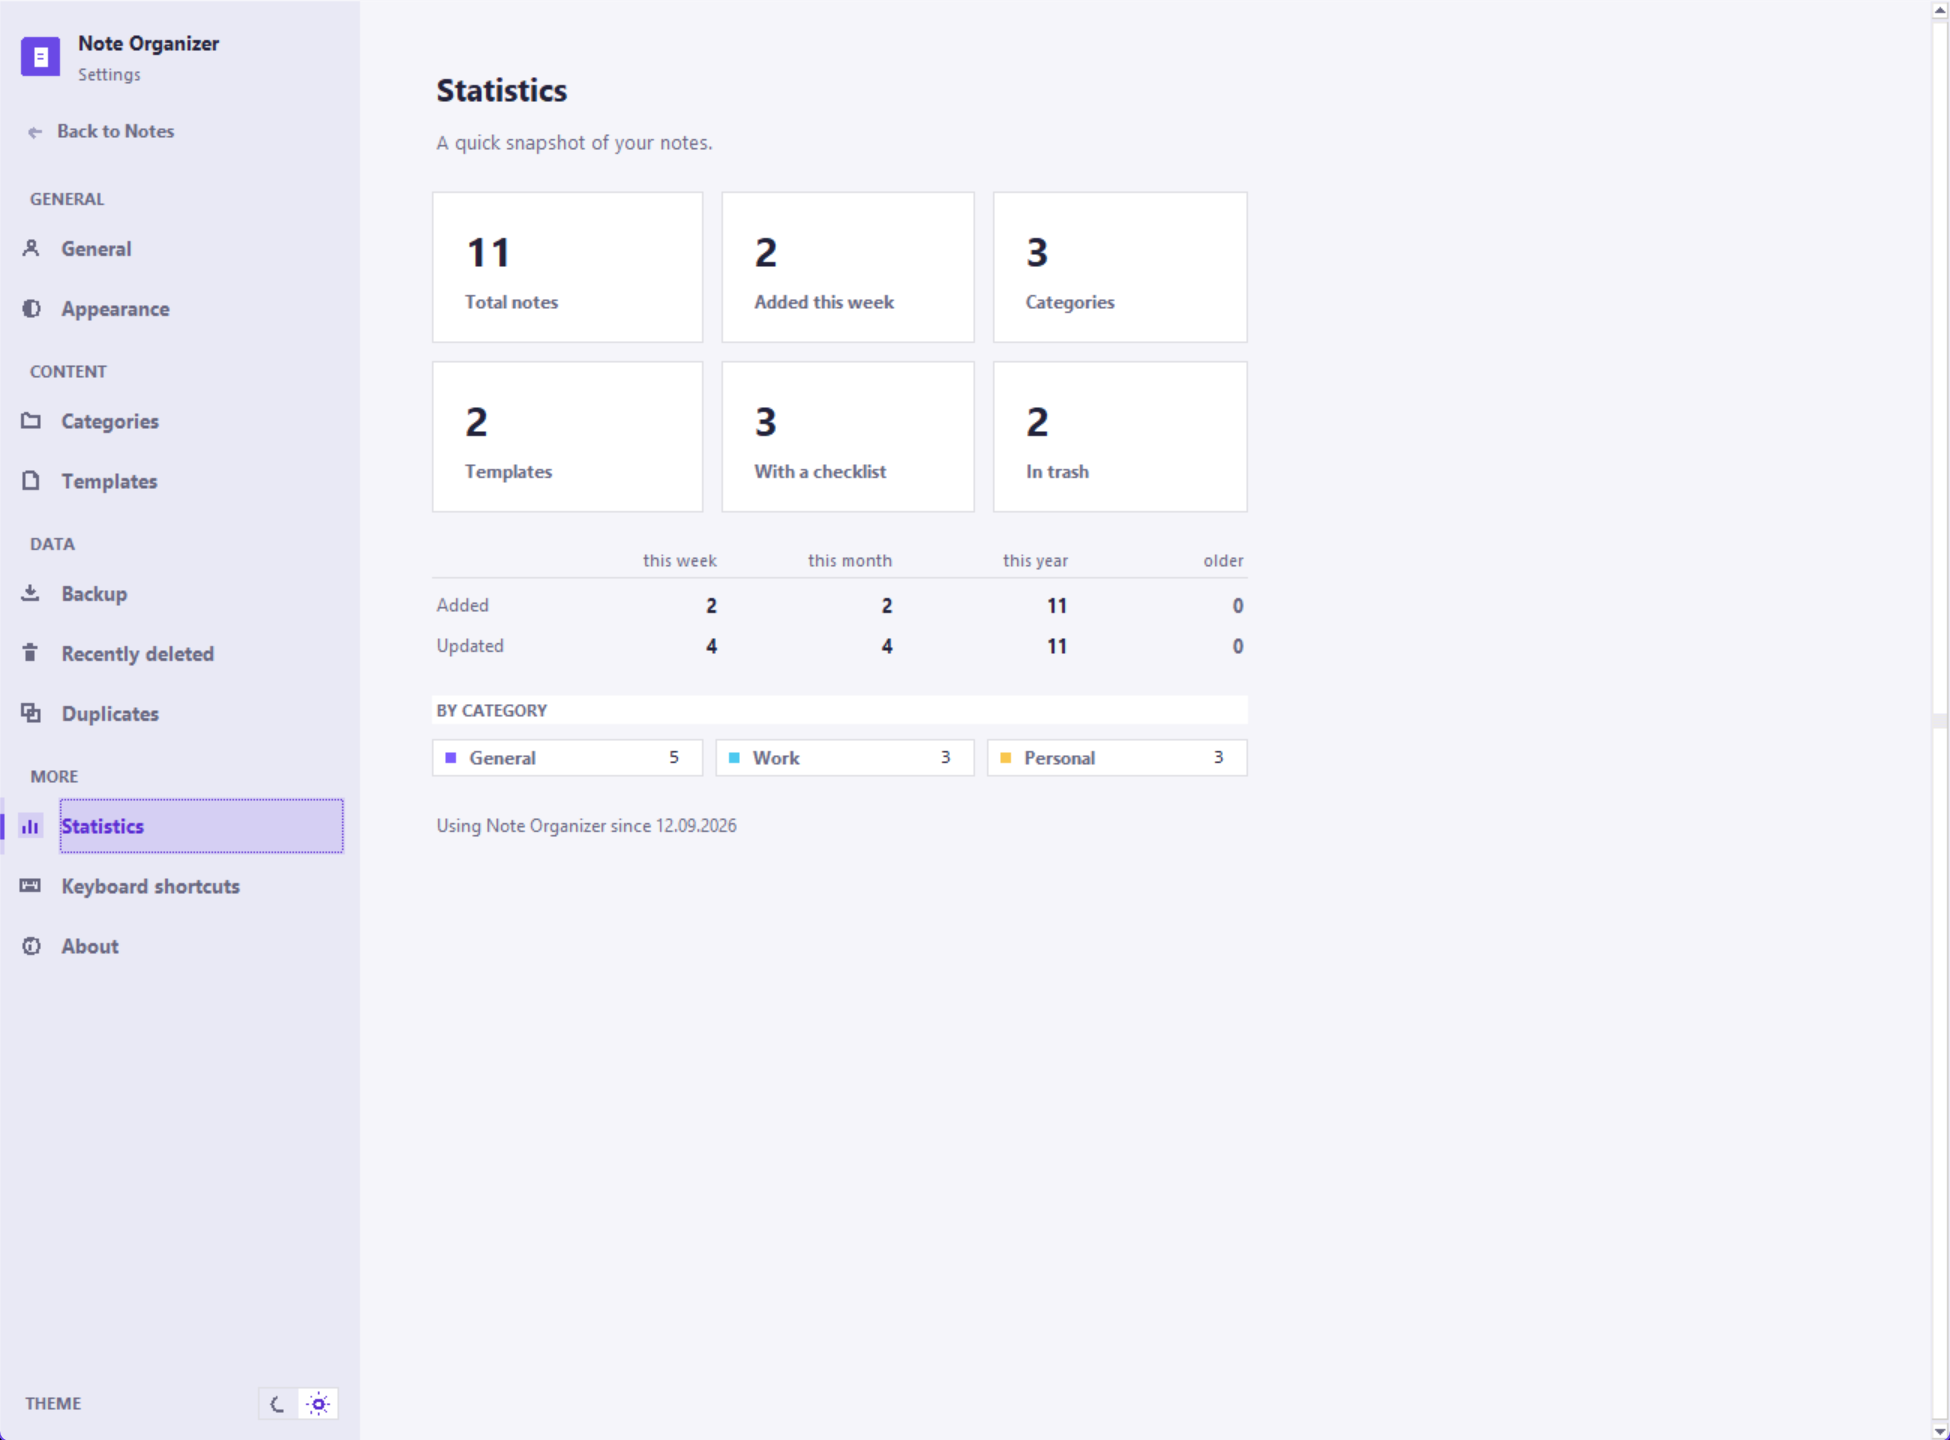 Note Organizer
Settings
Back to Notes
GENERAL
General
Appearance
CONTENT
Categories
Templates
DATA
Backup
Recently deleted
Duplicates
MORE
Statistics
Keyboard shortcuts
About
THEME
Statistics
A quick snapshot of your notes.
11
Total notes
2
Added this week
3
Categories
2
Templates
3
With a checklist
2
In trash
this week this month this year older
Added 2 2 11 0
Updated 4 4 11 0
BY CATEGORY
General 5 Work 3 Personal 3
Using Note Organizer since 12.09.2026